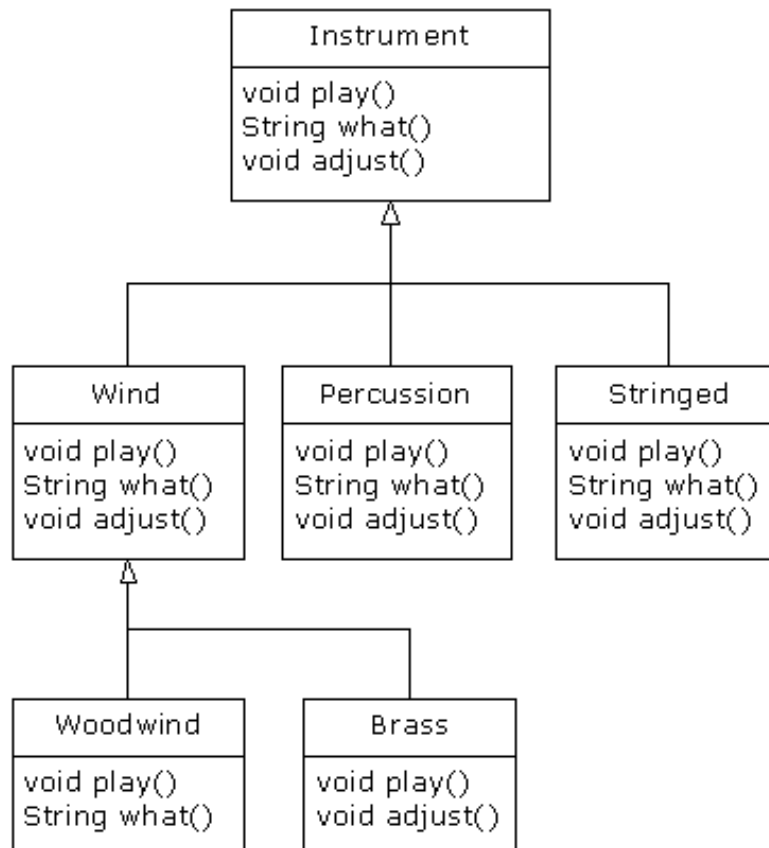 Instrument
void play()
String what()
void adjust()
Wind
void play()
String what()
void adjust()
Percussion
void play()
String what()
void adjust()
Stringed
void play()
String what()
void adjust()
Woodwind
void play()
String what()
Brass
void play()
void adjust()